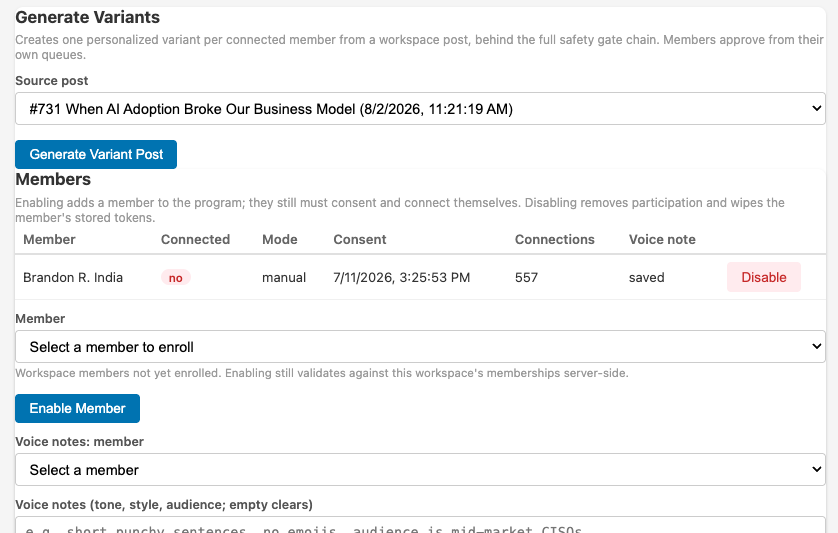 Generate Variants
Creates one personalized variant per connected member from a workspace post, behind the full safety gate chain. Members approve from their
own queues.
Source post
#731 When AI Adoption Broke Our Business Model (8/2/2026, 11:21:19 AM)
Generate Variant Post
Members
Enabling adds a member to the program; they still must consent and connect themselves. Disabling removes participation and wipes the
member's stored tokens.
Member Connected Mode Consent Connections Voice note
Brandon R. India no manual 7/11/2026, 3:25:53 PM 557 saved Disable
Member
Select a member to enroll
Workspace members not yet enrolled. Enabling still validates against this workspace's memberships server-side.
Enable Member
Voice notes: member
Select a member
Voice notes (tone, style, audience; empty clears)
e.g. short punchy sentences, no emojis, audience is mid-market CISOs